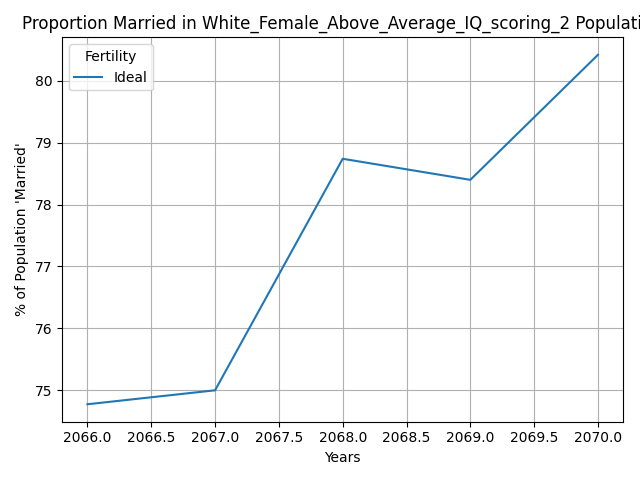 Proportion Married in White_Female_Above_Average_IQ_scoring_2 Populati
Fertility
Ideal
% of Population 'Married'
80
79
78
77
76
75
2066.0 2066.5 2067.0 2067.5 2068.0 2068.5 2069.0 2069.5 2070.0
Years